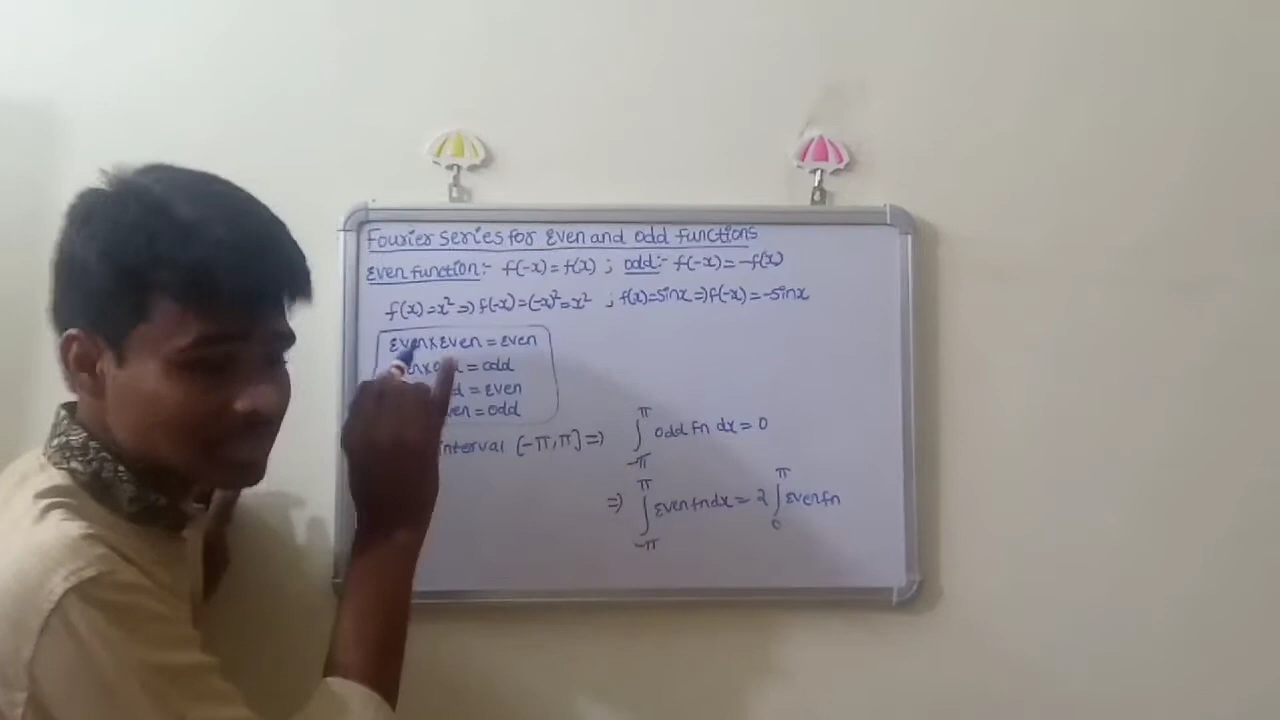 Fourier series for Even and odd functions
Even function:- f(-x) = f(x) ; odd:- f(-x) = -f(x)
f(x) = x² => f(-x) = (-x)² = x² ; f(x) = sinx => f(-x) = -sinx
Even x Even = Even
= odd
= Even
= odd
interval [-π, π] => ∫_{-π}^{π} odd fn dx = 0
=> ∫_{-π}^{π} Even fn dx = 2 ∫_{0}^{π} Even fn